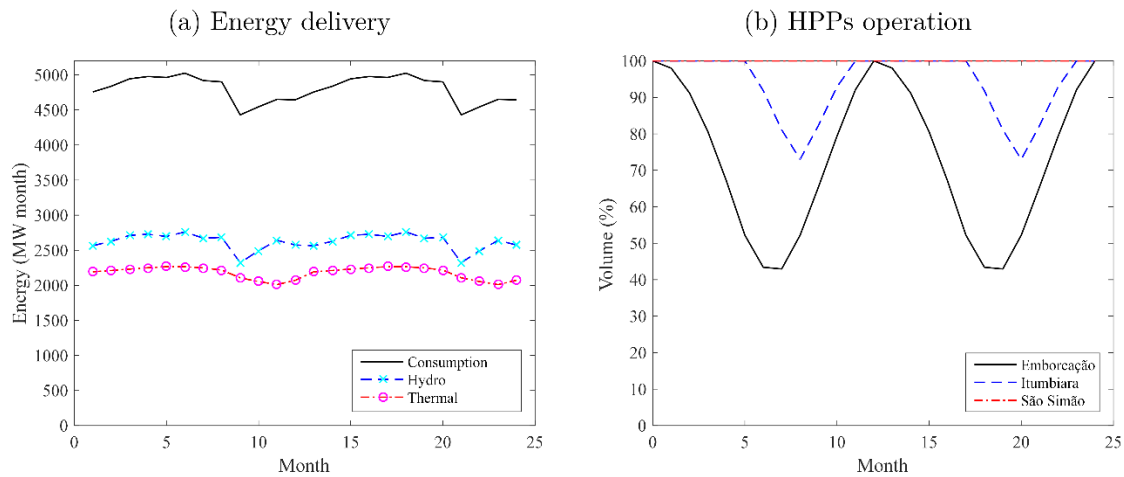 (a) Energy delivery
5000
4500
4000
3500
3000
2500
2000
1500
1000
500
0
Energy (MW month)
Consumption
Hydro
Thermal
0 5 10 15 20 25
Month
(b) HPPs operation
100
90
80
70
60
50
40
30
20
10
0
Volume (%)
Emborcação
Itumbiara
São Simão
0 5 10 15 20 25
Month